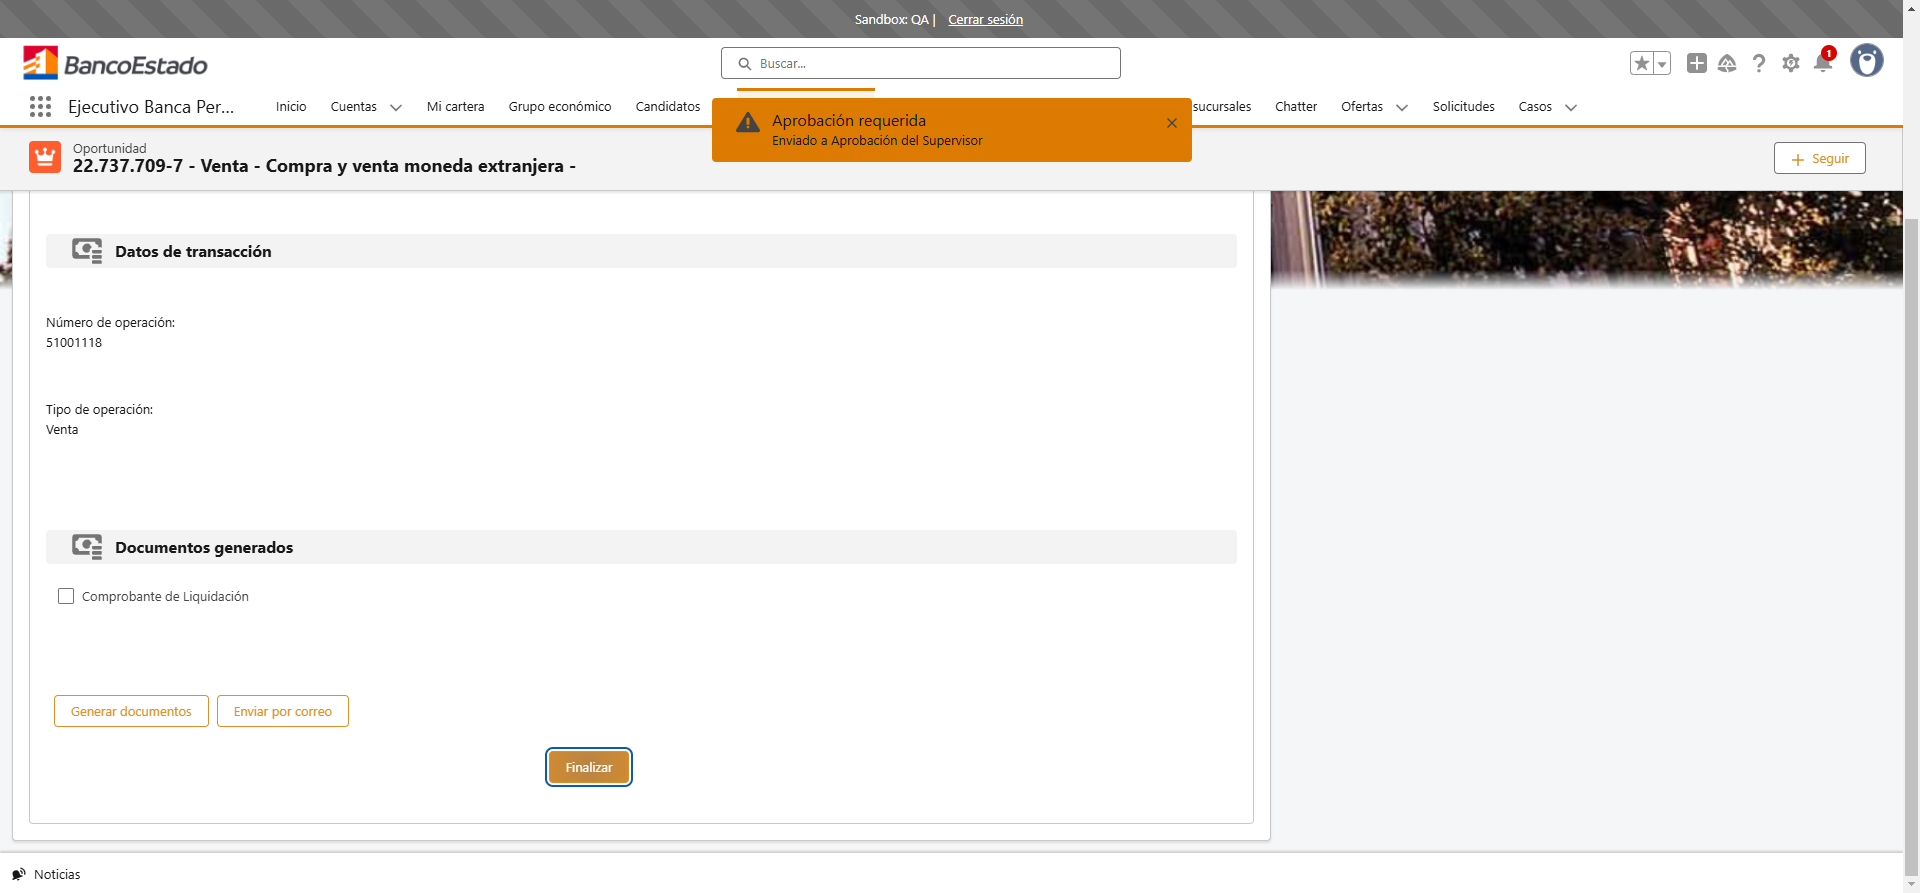 Sandbox: QA | Cerrar sesión
BancoEstado
Buscar...
1
Ejecutivo Banca Per...
Inicio
Cuentas
Mi cartera
Grupo económico
Candidatos
sucursales
Chatter
Ofertas
Solicitudes
Casos
Aprobación requerida
Enviado a Aprobación del Supervisor
Oportunidad
22.737.709-7 - Venta - Compra y venta moneda extranjera -
Seguir
Datos de transacción
Número de operación:
51001118
Tipo de operación:
Venta
Documentos generados
Comprobante de Liquidación
Generar documentos
Enviar por correo
Finalizar
Noticias